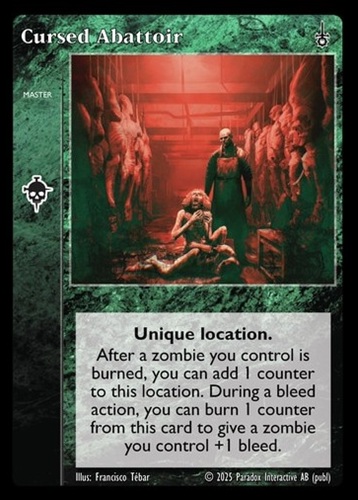 Cursed Abattoir
MASTER
Unique location.
After a zombie you control is
burned, you can add 1 counter
to this location. During a bleed
action, you can burn 1 counter
from this card to give a zombie
you control +1 bleed.
Illus: Francisco Tébar © 2025 Paradox Interactive AB (publ)